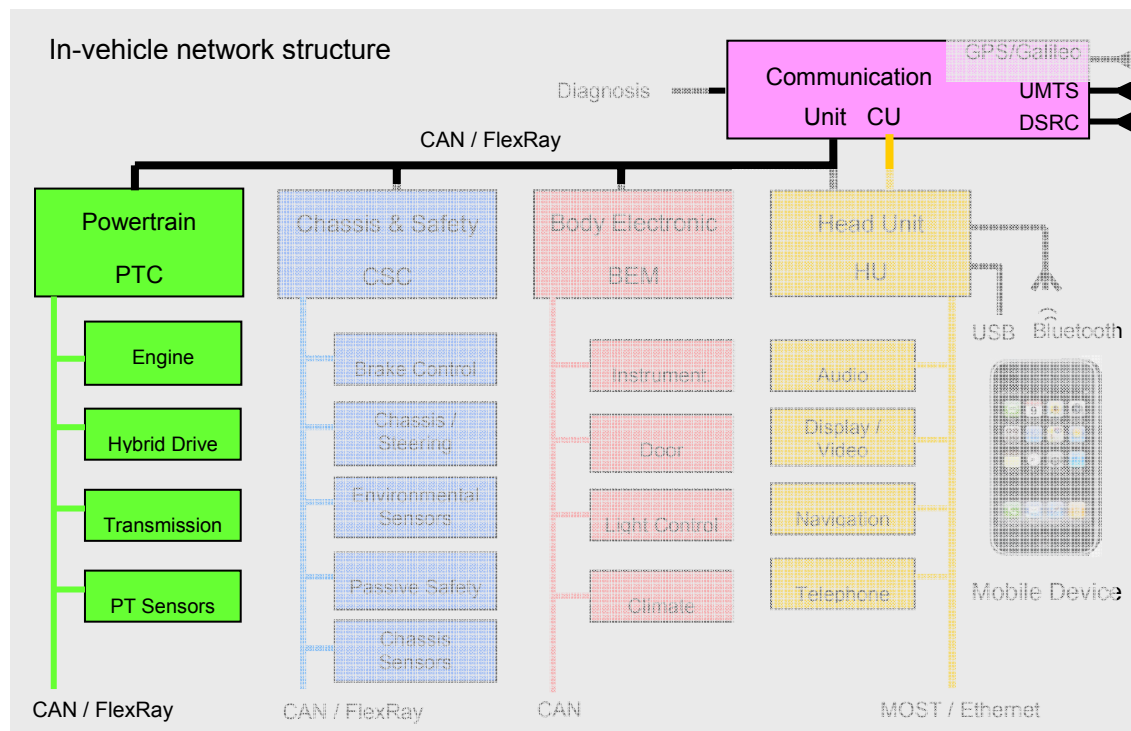 In-vehicle network structure
GPS/Galileo
Communication
Unit CU
UMTS
DSRC
Diagnosis
CAN / FlexRay
Powertrain
PTC
Chassis & Safety
CSC
Body Electronic
BEM
Head Unit
HU
USB
Bluetooth
Engine
Hybrid Drive
Transmission
PT Sensors
CAN / FlexRay
Brake Control
Chassis /
Steering
Environmental
Sensors
Passive Safety
Chassis
Sensors
CAN / FlexRay
Instrument.
Door
Light Control
Climate
CAN
Audio
Display /
Video
Navigation
Telephone
MOST / Ethernet
Mobile Device